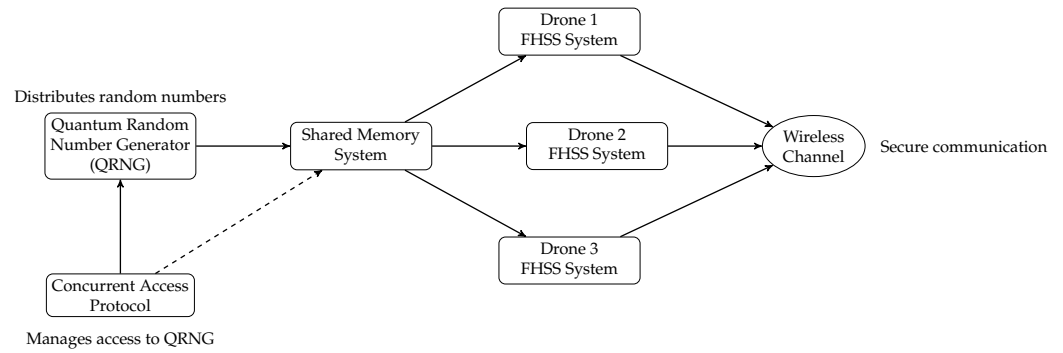 Drone 1
FHSS System
Distributes random numbers
Quantum Random
Number Generator
(QRNG)
Shared Memory
System
Drone 2
FHSS System
Wireless
Channel
Secure communication
Drone 3
FHSS System
Concurrent Access
Protocol
Manages access to QRNG